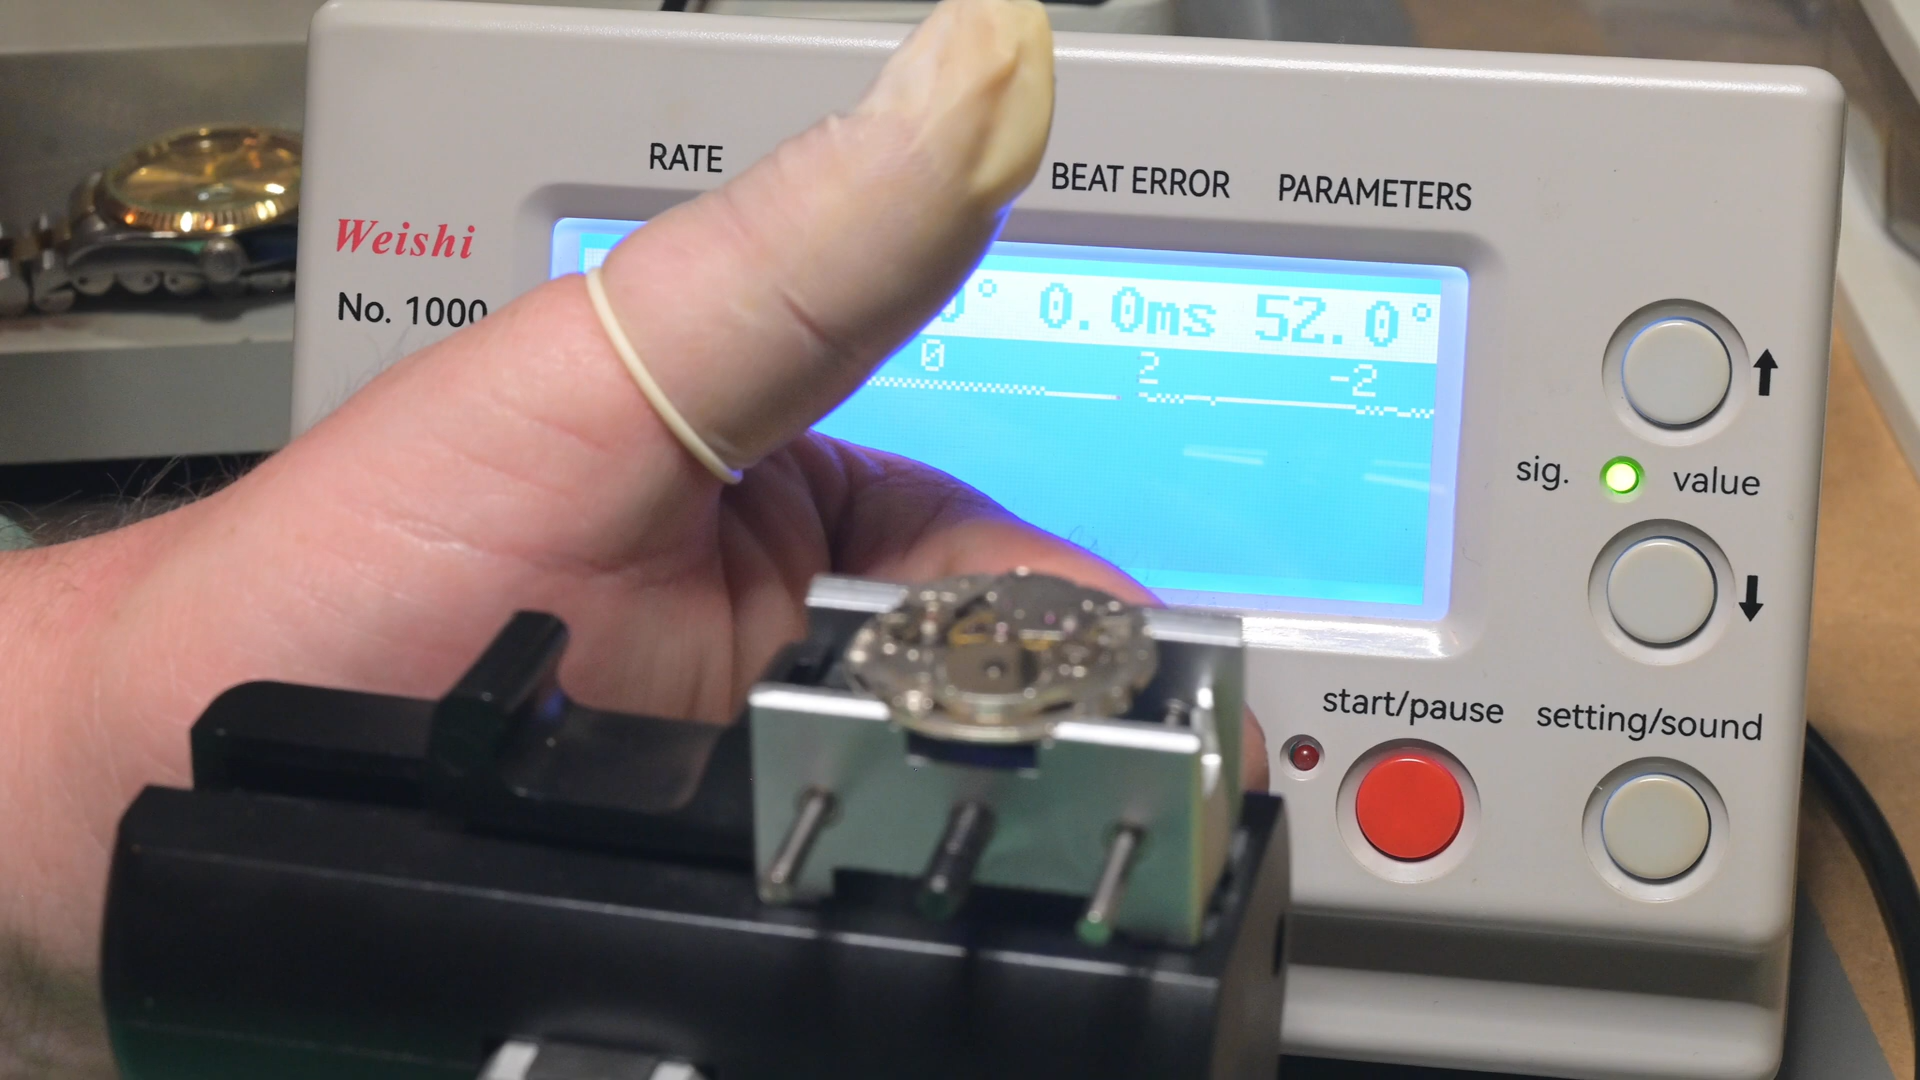 RATE BEAT ERROR PARAMETERS
Weishi
No. 1000
0° 0.0ms 52.0°
0 2 -2
sig. value
start/pause setting/sound